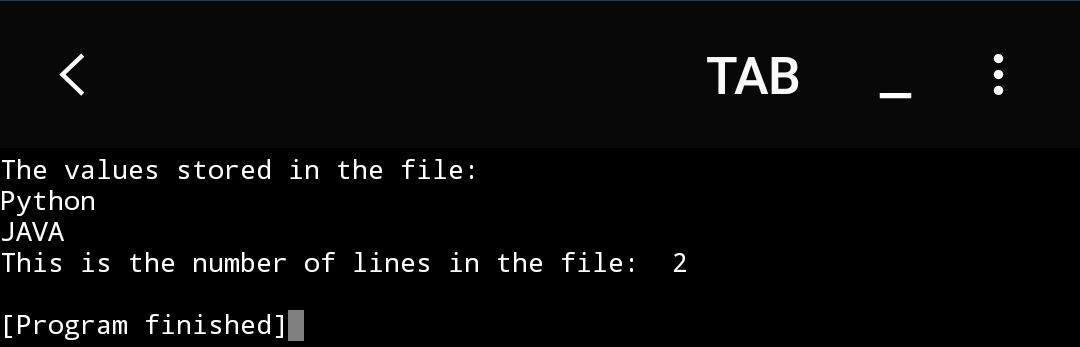 TAB _
The values stored in the file:
Python
JAVA
This is the number of lines in the file:  2
[Program finished]